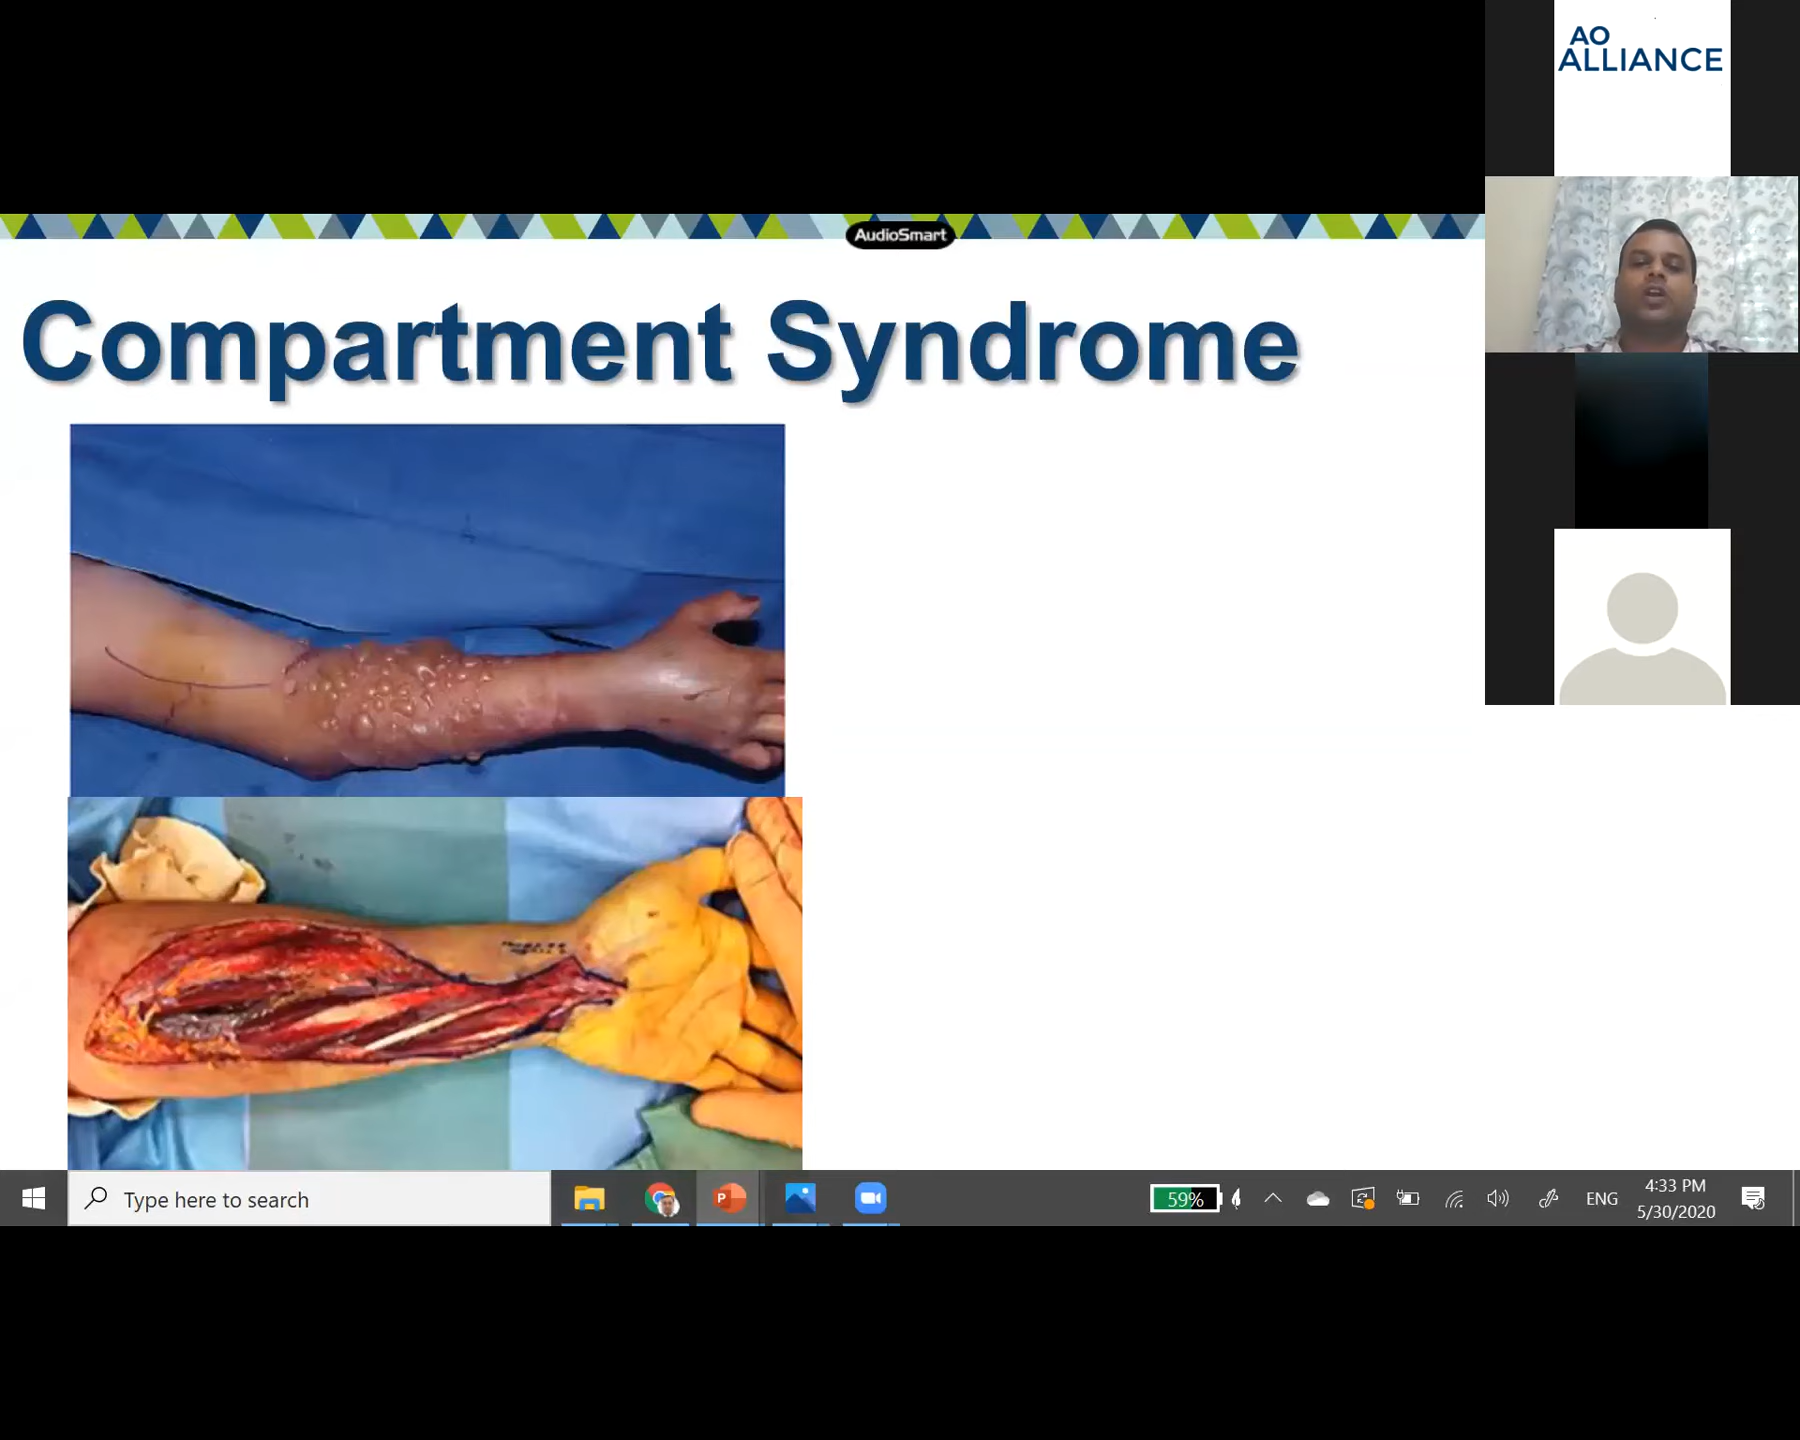 AO
ALLIANCE
AudioSmart
Compartment Syndrome
Type here to search
59%
ENG
4:33 PM
5/30/2020